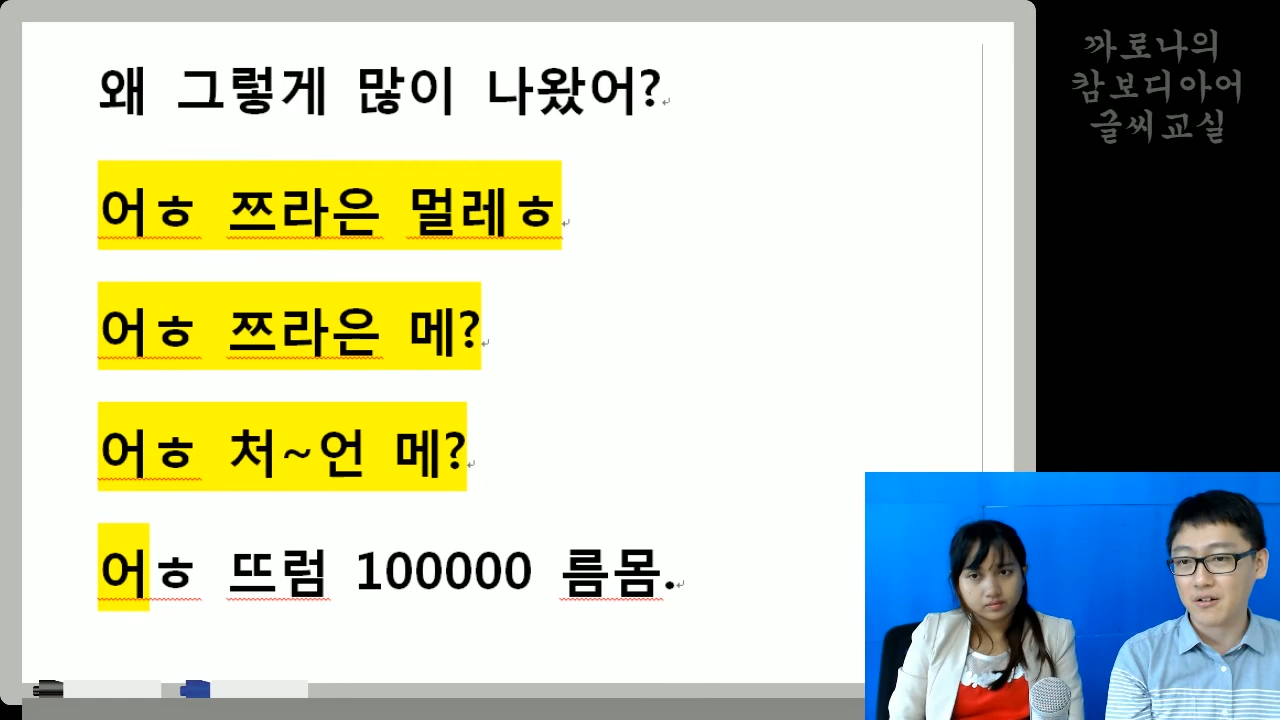 왜 그렇게 많이 나왔어?
어ㅎ 쯔라은 멀레ㅎ
어ㅎ 쯔라은 메?
어ㅎ 처~언 메?
어ㅎ 뜨럼 100000 름몸.
까로나의
캄보디아어
글씨교실